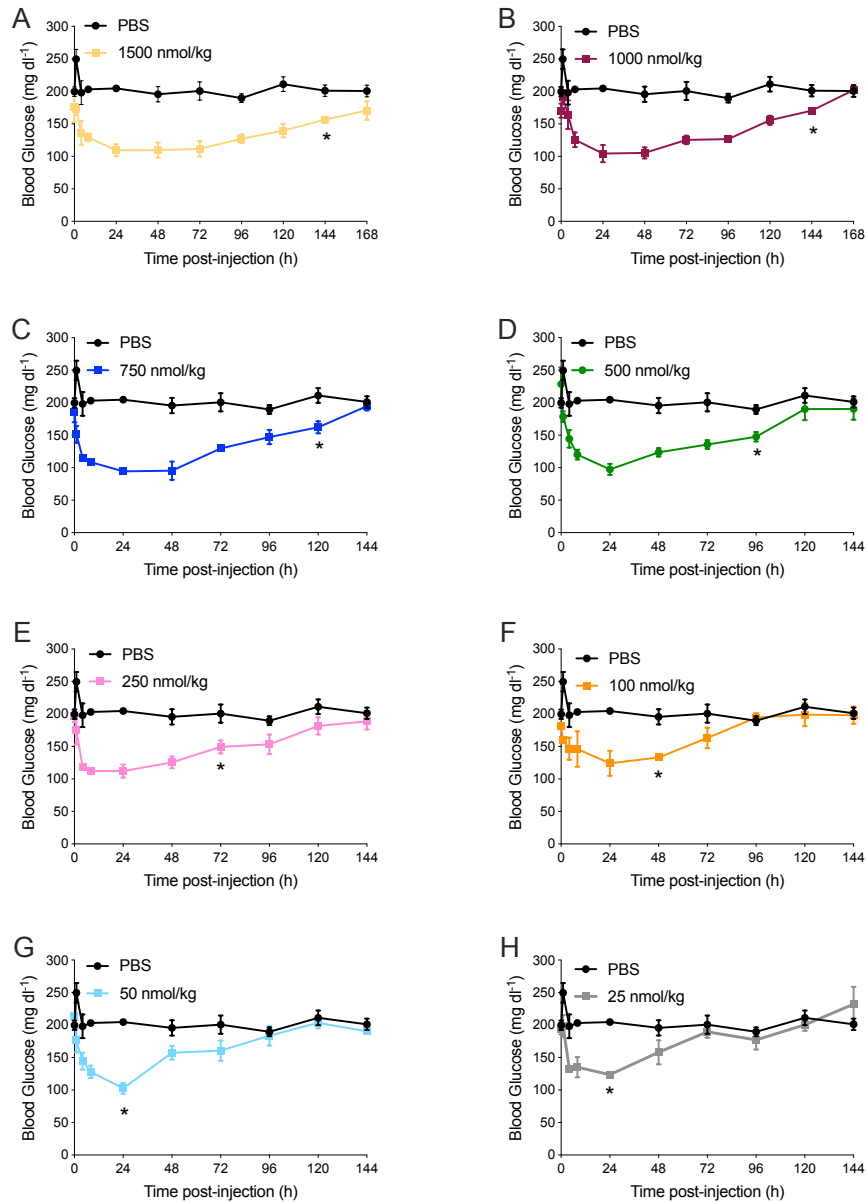 A
PBS
1500 nmol/kg
Blood Glucose (mg dl-1)
300
250
200
150
100
50
0
*
0 24 48 72 96 120 144 168
Time post-injection (h)
B
PBS
1000 nmol/kg
Blood Glucose (mg dl-1)
300
250
200
150
100
50
0
*
0 24 48 72 96 120 144 168
Time post-injection (h)
C
PBS
750 nmol/kg
Blood Glucose (mg dl-1)
300
250
200
150
100
50
0
*
0 24 48 72 96 120 144
Time post-injection (h)
D
PBS
500 nmol/kg
Blood Glucose (mg dl-1)
300
250
200
150
100
50
0
*
0 24 48 72 96 120 144
Time post-injection (h)
E
PBS
250 nmol/kg
Blood Glucose (mg dl-1)
300
250
200
150
100
50
0
*
0 24 48 72 96 120 144
Time post-injection (h)
F
PBS
100 nmol/kg
Blood Glucose (mg dl-1)
300
250
200
150
100
50
0
*
0 24 48 72 96 120 144
Time post-injection (h)
G
PBS
50 nmol/kg
Blood Glucose (mg dl-1)
300
250
200
150
100
50
0
*
0 24 48 72 96 120 144
Time post-injection (h)
H
PBS
25 nmol/kg
Blood Glucose (mg dl-1)
300
250
200
150
100
50
0
*
0 24 48 72 96 120 144
Time post-injection (h)